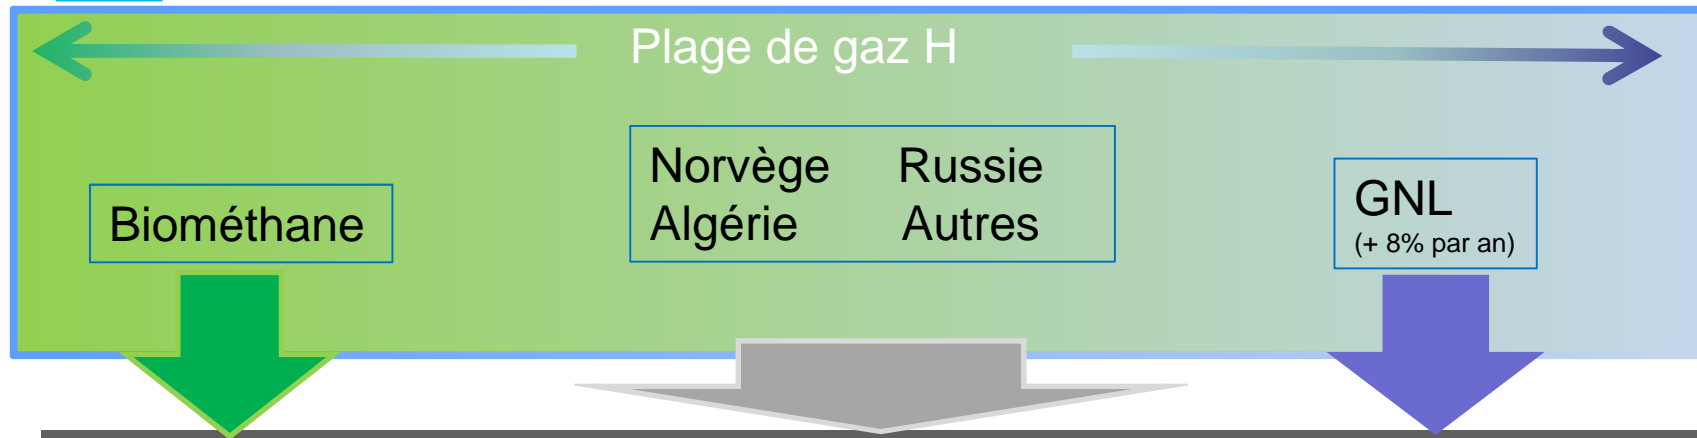 Plage de gaz H
Norvège Russie
Algérie Autres
Biométhane
GNL
(+ 8% par an)